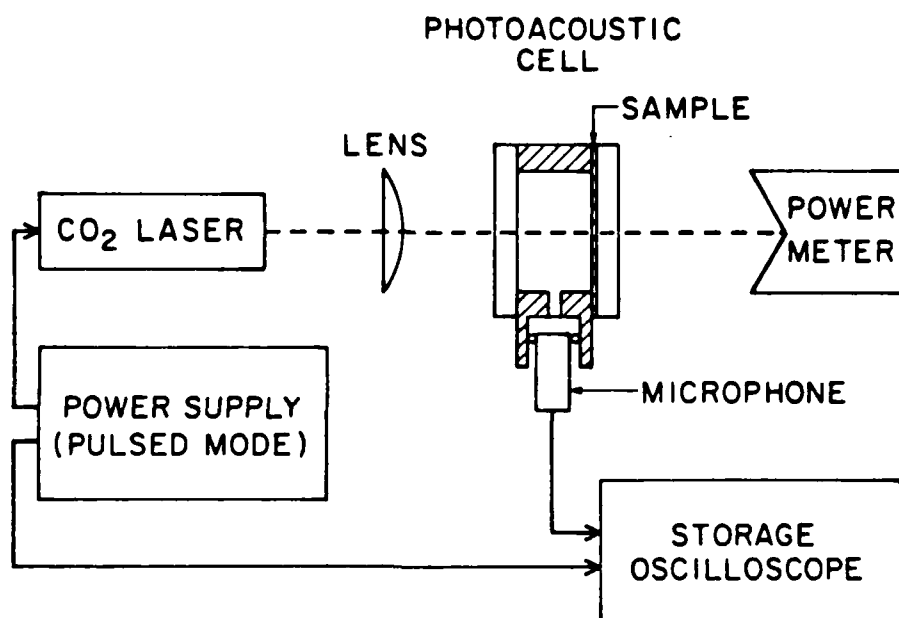 PHOTOACOUSTIC
CELL
SAMPLE
LENS
CO₂ LASER
POWER
METER
POWER SUPPLY
(PULSED MODE)
MICROPHONE
STORAGE
OSCILLOSCOPE